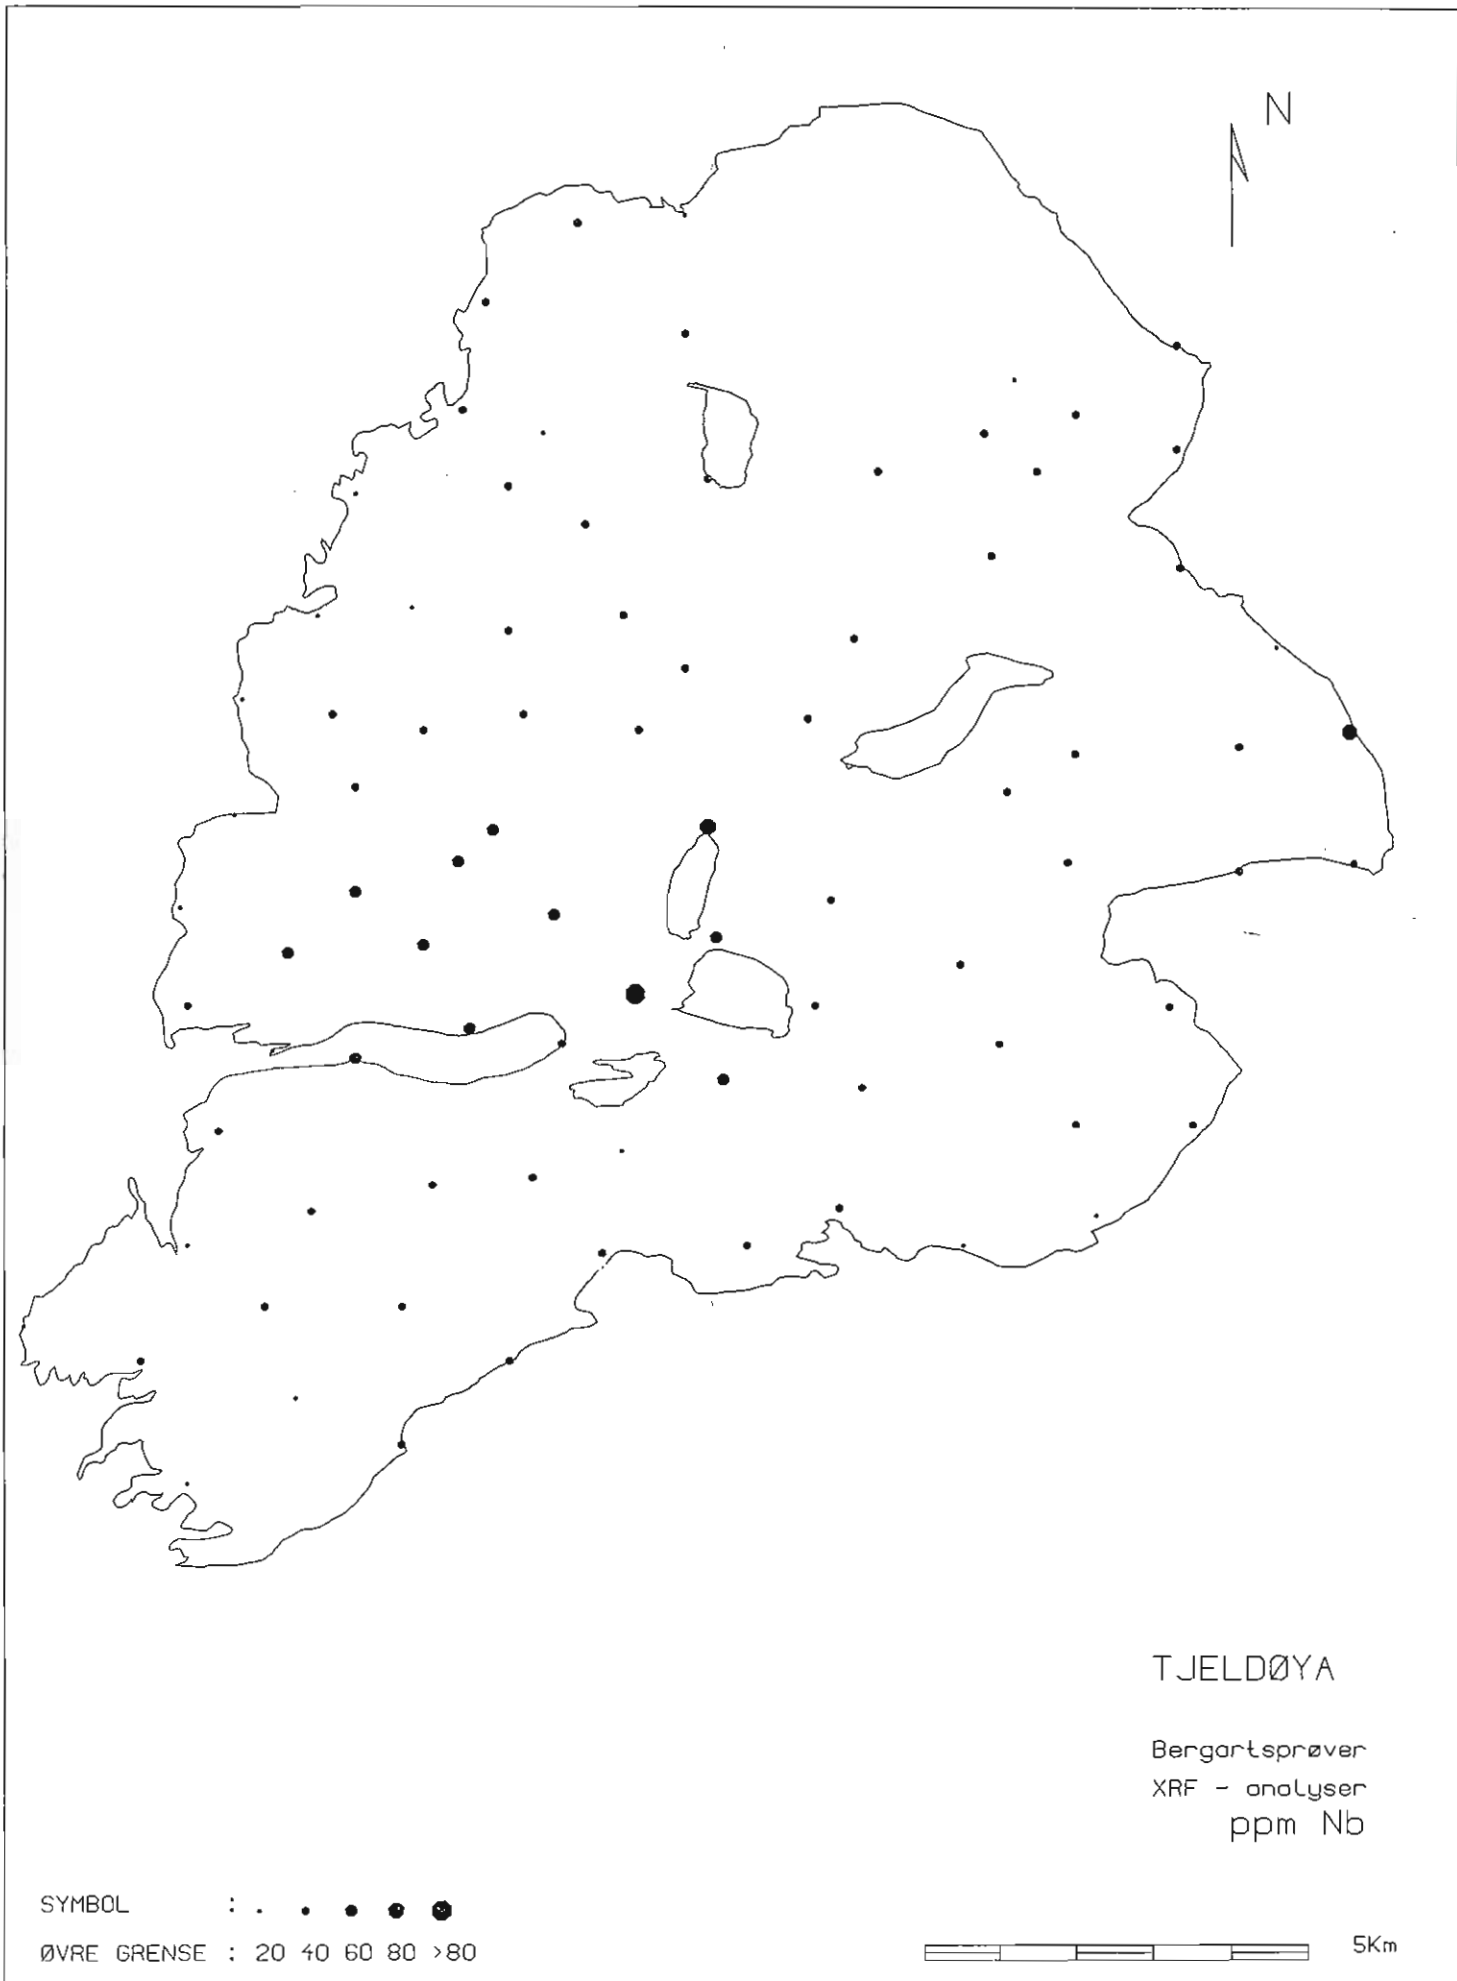 N
TJELDØYA
Bergartsprøver
XRF - analyser
ppm Nb
SYMBOL :
ØVRE GRENSE : 20 40 60 80 >80
5Km